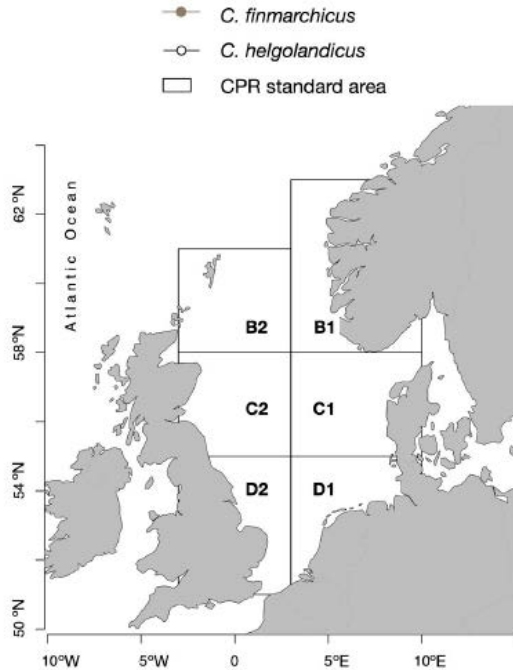 C. finmarchicus
C. helgolandicus
CPR standard area
Atlantic Ocean
62°N
58°N
54°N
50°N
B2 B1
C2 C1
D2 D1
10°W 5°W 0 5°E 10°E